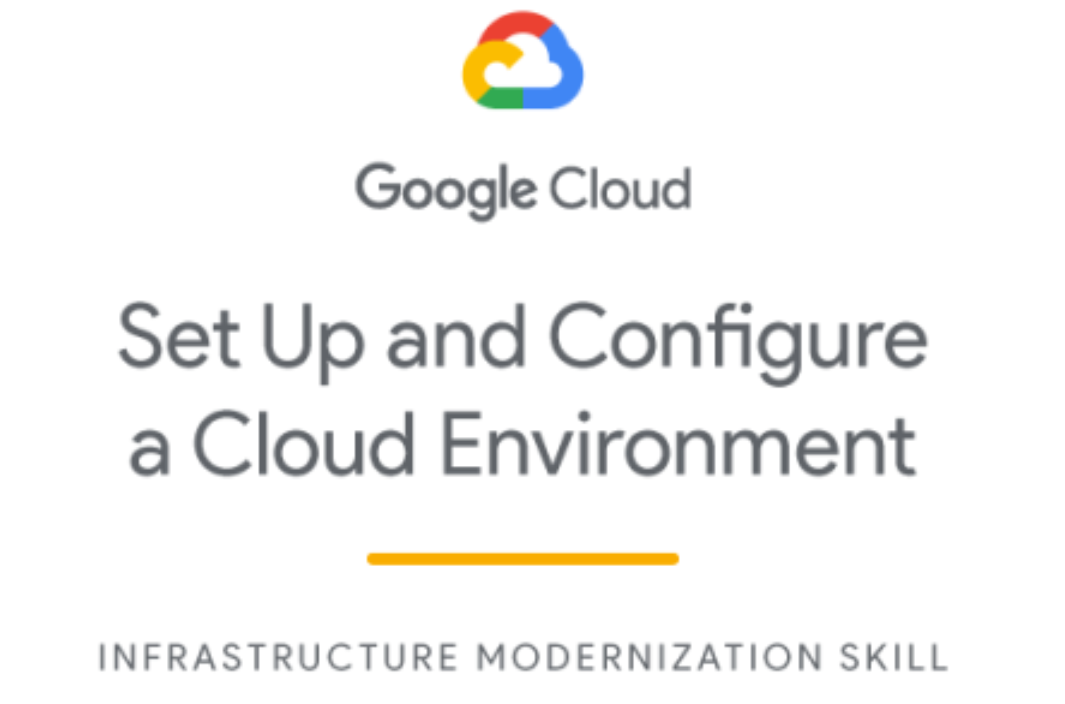 Google Cloud
Set Up and Configure
a Cloud Environment
INFRASTRUCTURE MODERNIZATION SKILL